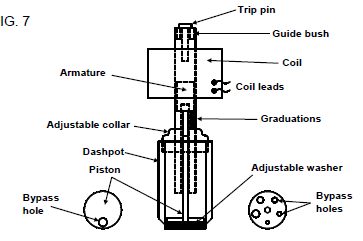 Trip pin
FIG. 7
Guide bush
Coil
Armature
Coil leads
Graduations
Adjustable collar
Dashpot
Piston
Adjustable washer
Bypass
hole
Bypass
holes